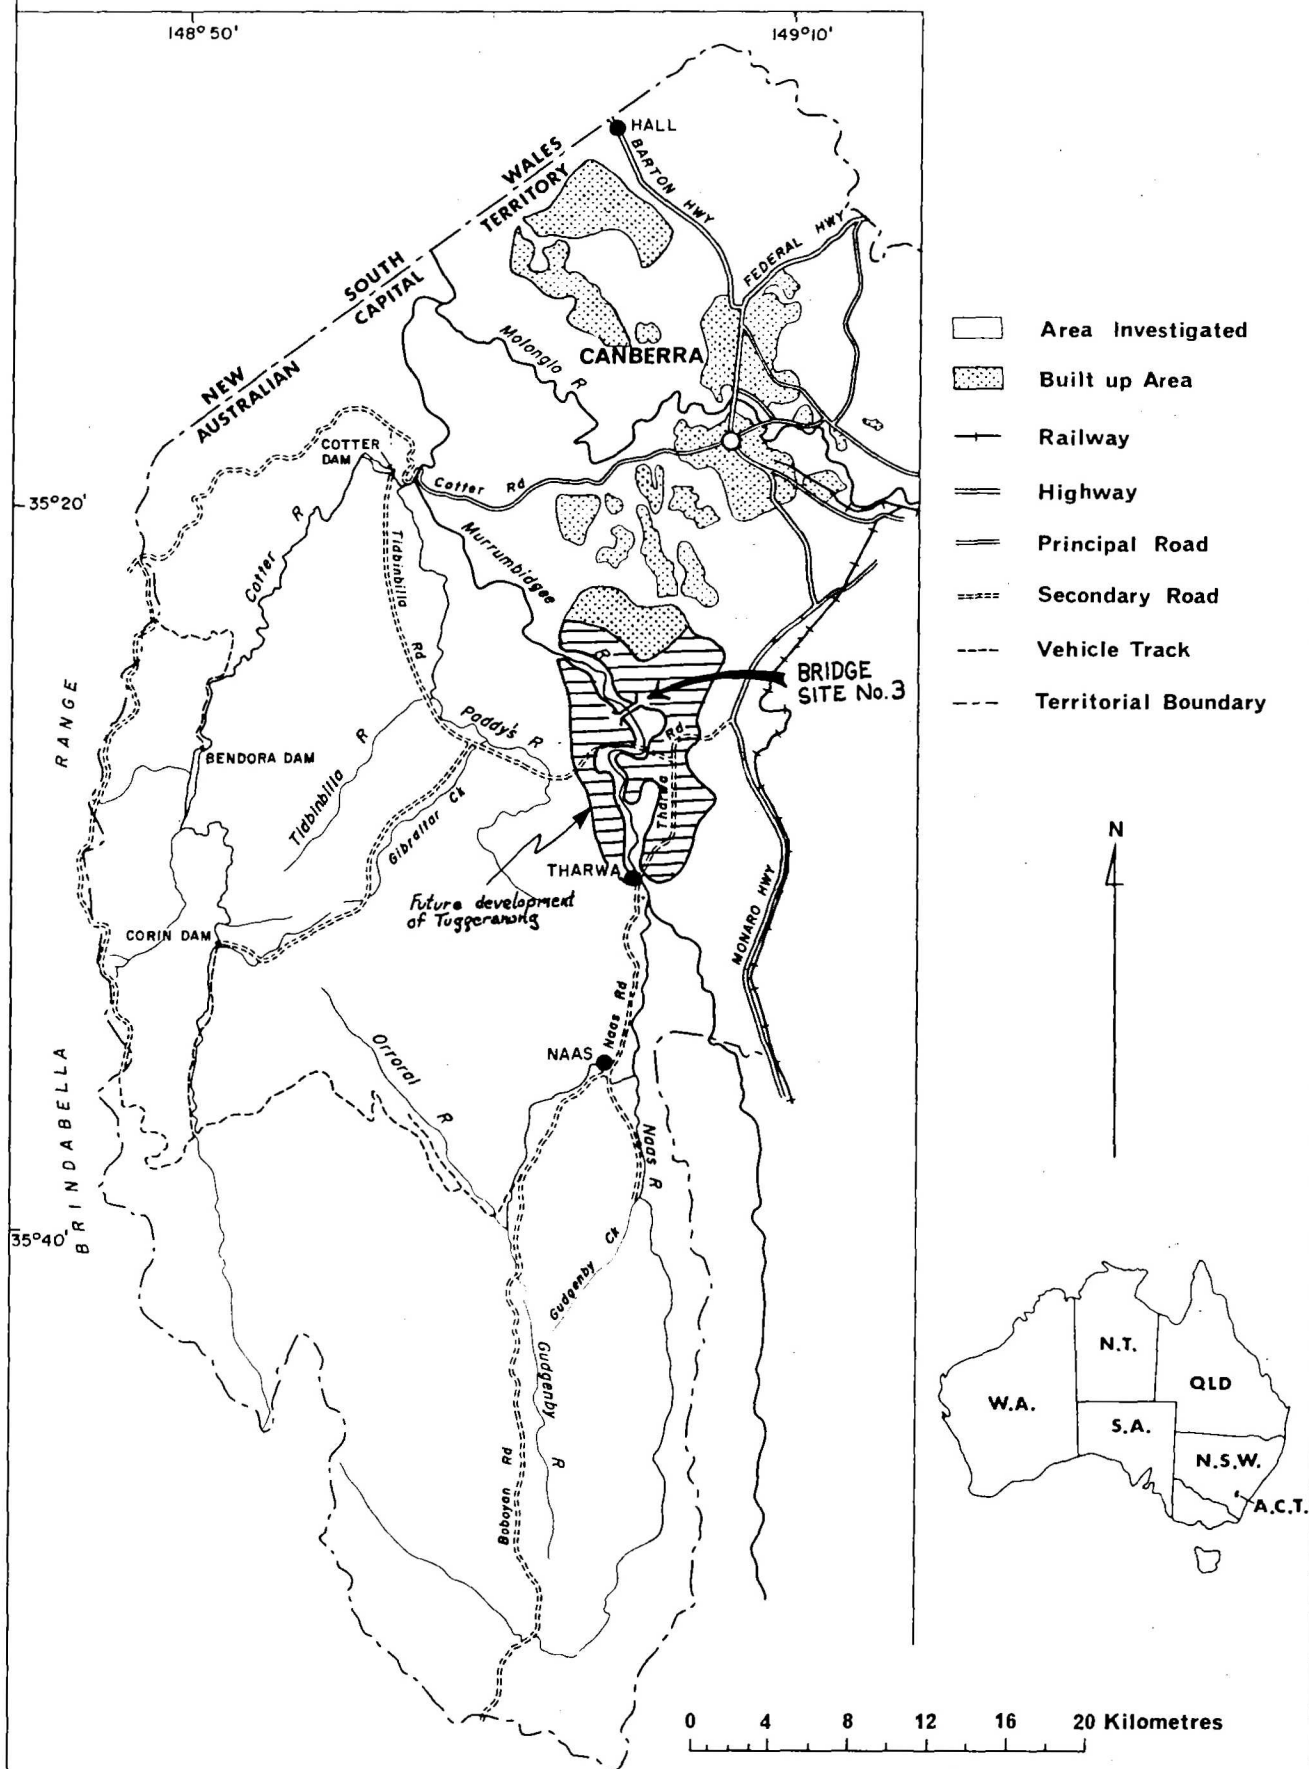 148°50'
149°10'
HALL
BARTON HWY
FEDERAL HWY
NEW SOUTH WALES
AUSTRALIAN CAPITAL TERRITORY
Molonglo R
CANBERRA
COTTER
DAM
Cotter Rd
35°20'
Cotter R
Tidbinbilla Rd
Murrumbidgee R
BRIDGE
SITE No.3
Paddy's R
Tharwa Rd
BENDORA DAM
Tidbinbilla R
Gibraltar Ck
THARWA
Future development
of Tuggeranong
CORIN DAM
MONARO HWY
Orroral R
NAAS
Naas Rd
Naas R
BRINDABELLA RANGE
35°40'
Gudgenby Ck
Gudgenby R
Boboyan Rd
Area Investigated
Built up Area
Railway
Highway
Principal Road
Secondary Road
Vehicle Track
Territorial Boundary
N
N.T.
QLD
W.A.
S.A.
N.S.W.
A.C.T.
0 4 8 12 16 20 Kilometres